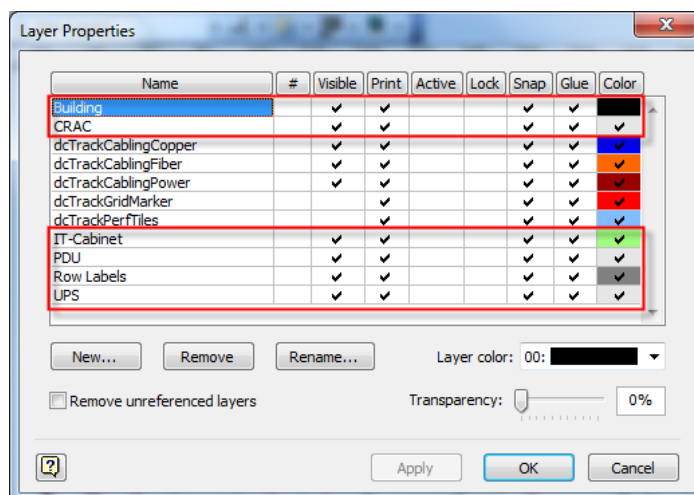 Layer Properties
Name # Visible Print Active Lock Snap Glue Color
Building
CRAC
dcTrackCablingCopper
dcTrackCablingFiber
dcTrackCablingPower
dcTrackGridMarker
dcTrackPerfTiles
IT-Cabinet
PDU
Row Labels
UPS
New... Remove Rename... Layer color: 00:
Remove unreferenced layers Transparency: 0%
? Apply OK Cancel